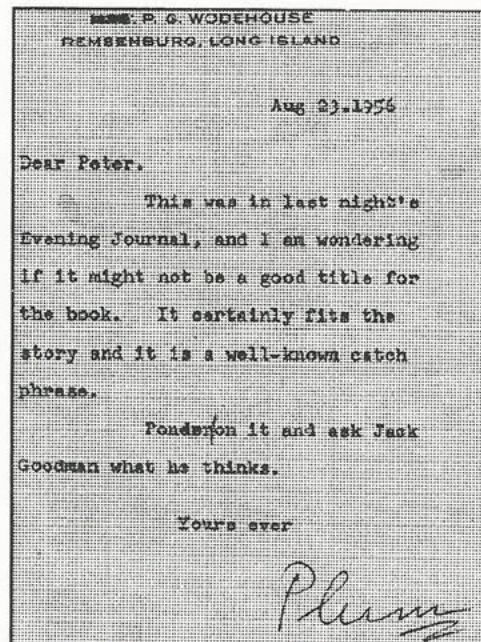 P. G. WODEHOUSE
REMSENBURG, LONG ISLAND
Aug 23.1956
Dear Peter.
This was in last night's
Evening Journal, and I am wondering
if it might not be a good title for
the book. It certainly fits the
story and it is a well-known catch
phrase.
Ponder on it and ask Jack
Goodman what he thinks.
Yours ever
Plum